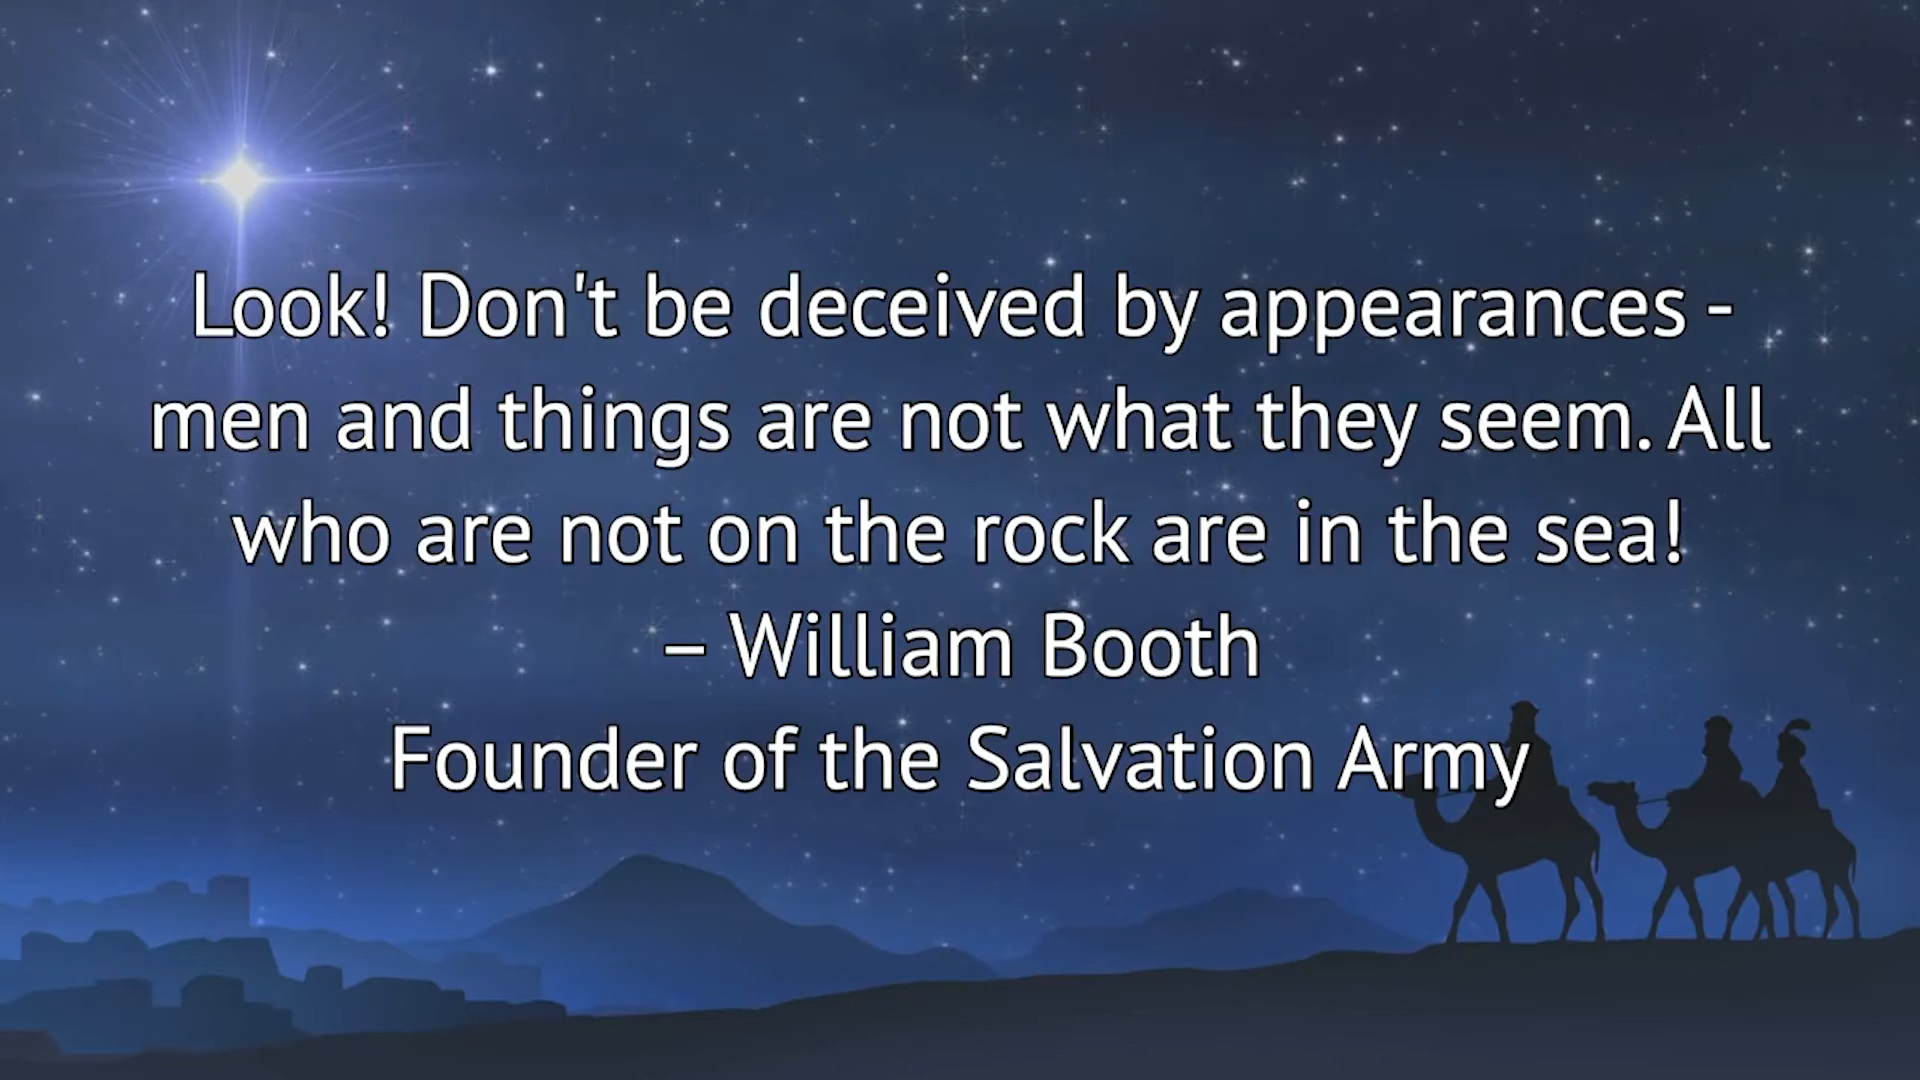 Look! Don't be deceived by appearances -
men and things are not what they seem. All
who are not on the rock are in the sea!
– William Booth
Founder of the Salvation Army